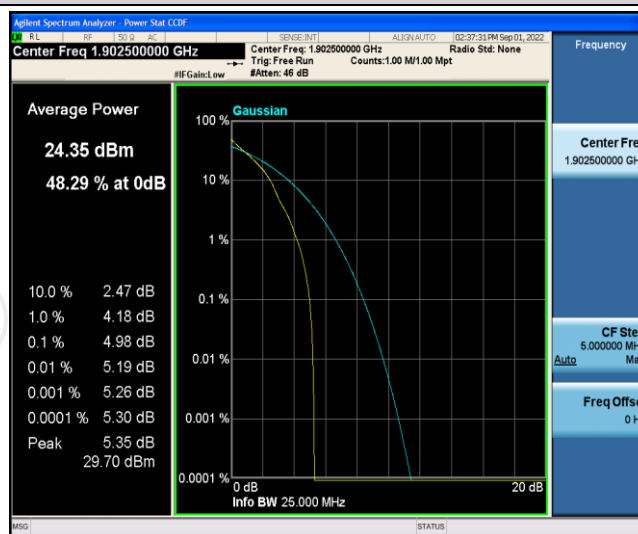 Agilent Spectrum Analyzer - Power Stat CCDF
RL RF 50 Ω AC SENSE:INT ALIGN AUTO 02:37:31 PM Sep 01, 2022
Center Freq 1.902500000 GHz
Center Freq: 1.902500000 GHz Radio Std: None
Trig: Free Run Counts:1.00 M/1.00 Mpt
#IFGain:Low #Atten: 46 dB
Frequency
Average Power
24.35 dBm
48.29 % at 0dB
10.0 % 2.47 dB
1.0 % 4.18 dB
0.1 % 4.98 dB
0.01 % 5.19 dB
0.001 % 5.26 dB
0.0001 % 5.30 dB
Peak 5.35 dB
29.70 dBm
Gaussian
100 %
10 %
1 %
0.1 %
0.01 %
0.001 %
0.0001 %
0 dB 20 dB
Info BW 25.000 MHz
Center Fre
1.902500000 GH
CF Ste
5.000000 MH
Auto Ma
Freq Offse
0 H
MSG STATUS